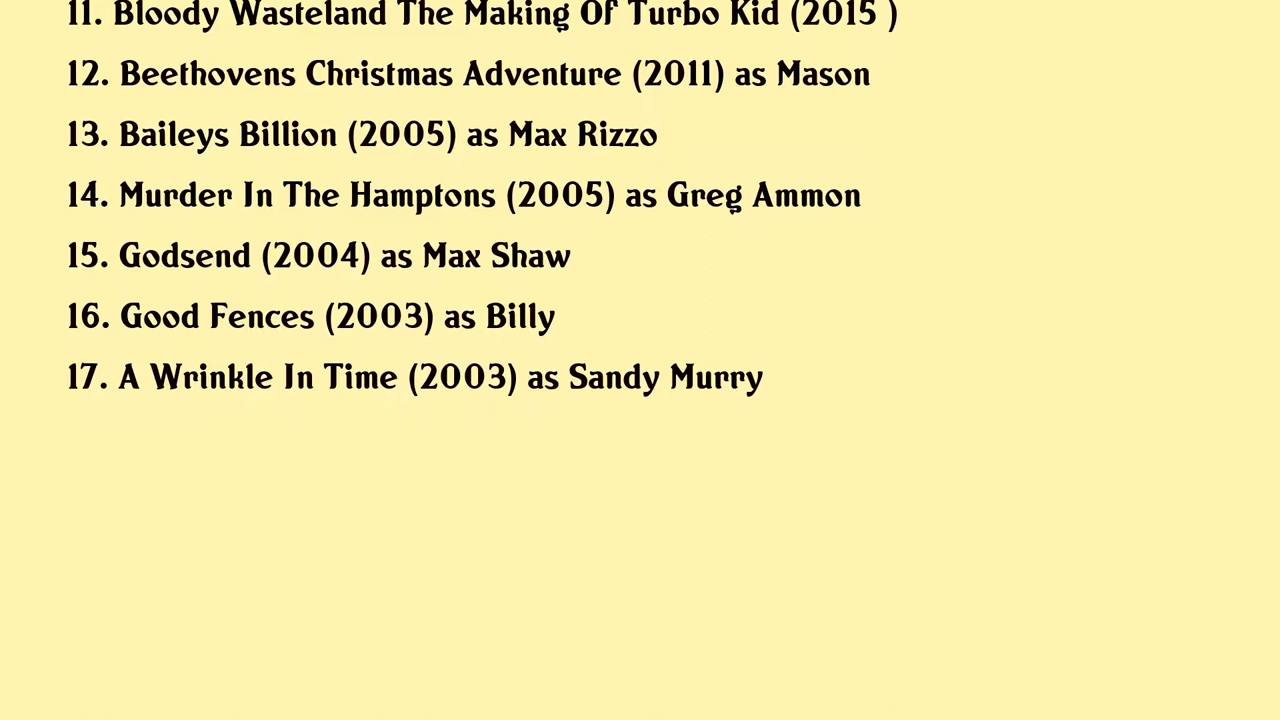 11. Bloody Wasteland The Making Of Turbo Kid (2015 )
12. Beethovens Christmas Adventure (2011) as Mason
13. Baileys Billion (2005) as Max Rizzo
14. Murder In The Hamptons (2005) as Greg Ammon
15. Godsend (2004) as Max Shaw
16. Good Fences (2003) as Billy
17. A Wrinkle In Time (2003) as Sandy Murry